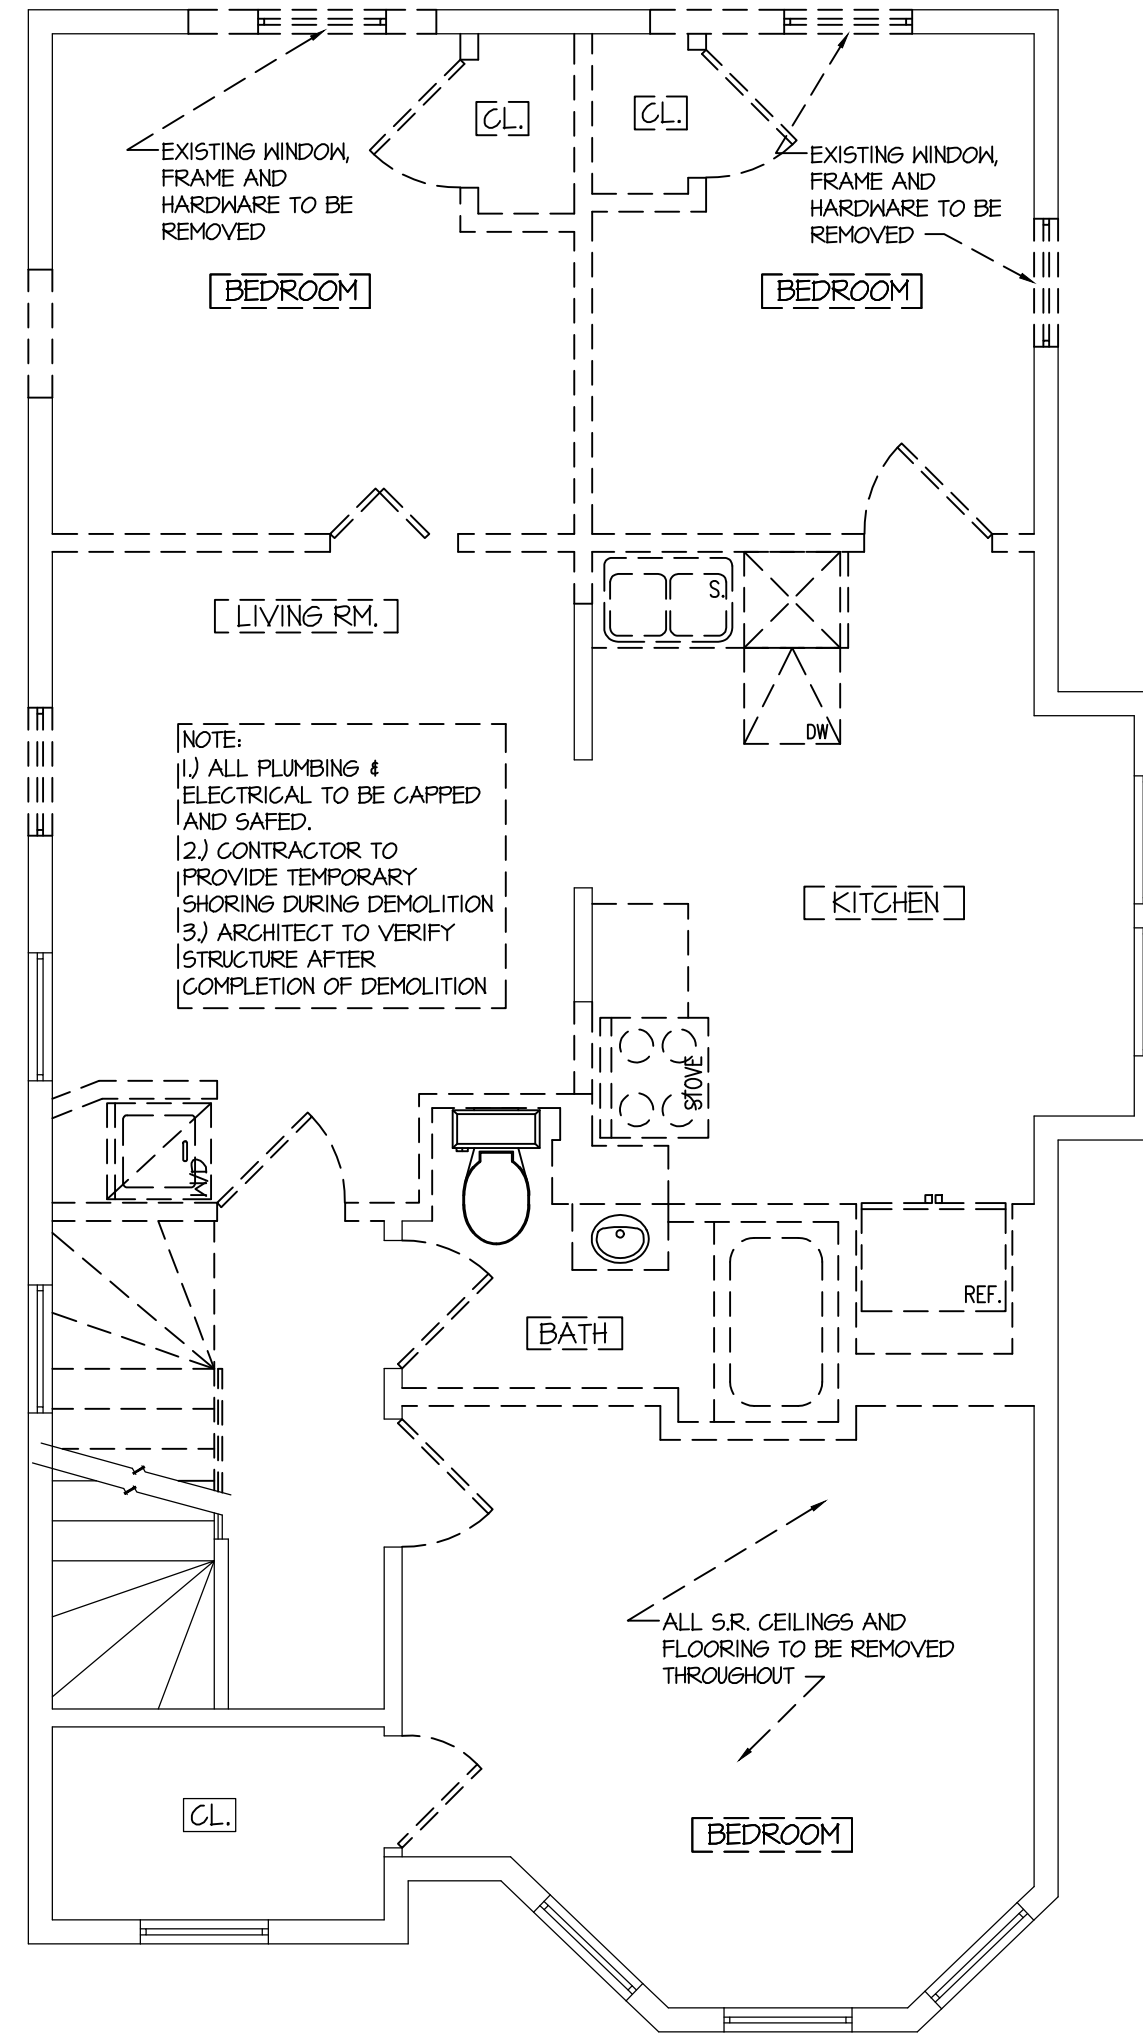 CL.
CL.
EXISTING WINDOW,
FRAME AND
HARDWARE TO BE
REMOVED
EXISTING WINDOW,
FRAME AND
HARDWARE TO BE
REMOVED
BEDROOM
BEDROOM
S.
LIVING RM.
DW
NOTE:
1.) ALL PLUMBING &
ELECTRICAL TO BE CAPPED
AND SAFED.
2.) CONTRACTOR TO
PROVIDE TEMPORARY
SHORING DURING DEMOLITION
3.) ARCHITECT TO VERIFY
STRUCTURE AFTER
COMPLETION OF DEMOLITION
KITCHEN
STOVE
W/D
REF.
BATH
ALL S.R. CEILINGS AND
FLOORING TO BE REMOVED
THROUGHOUT
CL.
BEDROOM